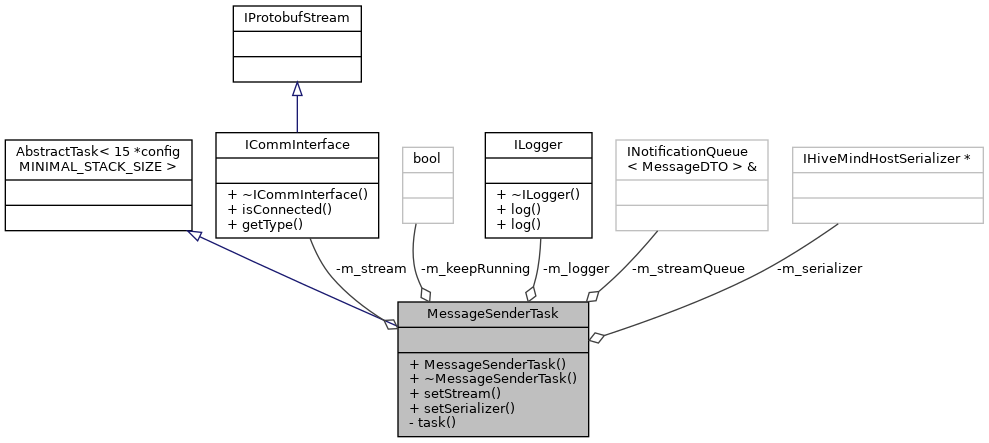 IProtobufStream
AbstractTask< 15 *config
MINIMAL_STACK_SIZE >
ICommInterface
+ ~ICommInterface()
+ isConnected()
+ getType()
bool
ILogger
+ ~ILogger()
+ log()
+ log()
INotificationQueue
< MessageDTO > &
IHiveMindHostSerializer *
-m_stream
-m_keepRunning
-m_logger
-m_streamQueue
-m_serializer
MessageSenderTask
+ MessageSenderTask()
+ ~MessageSenderTask()
+ setStream()
+ setSerializer()
- task()